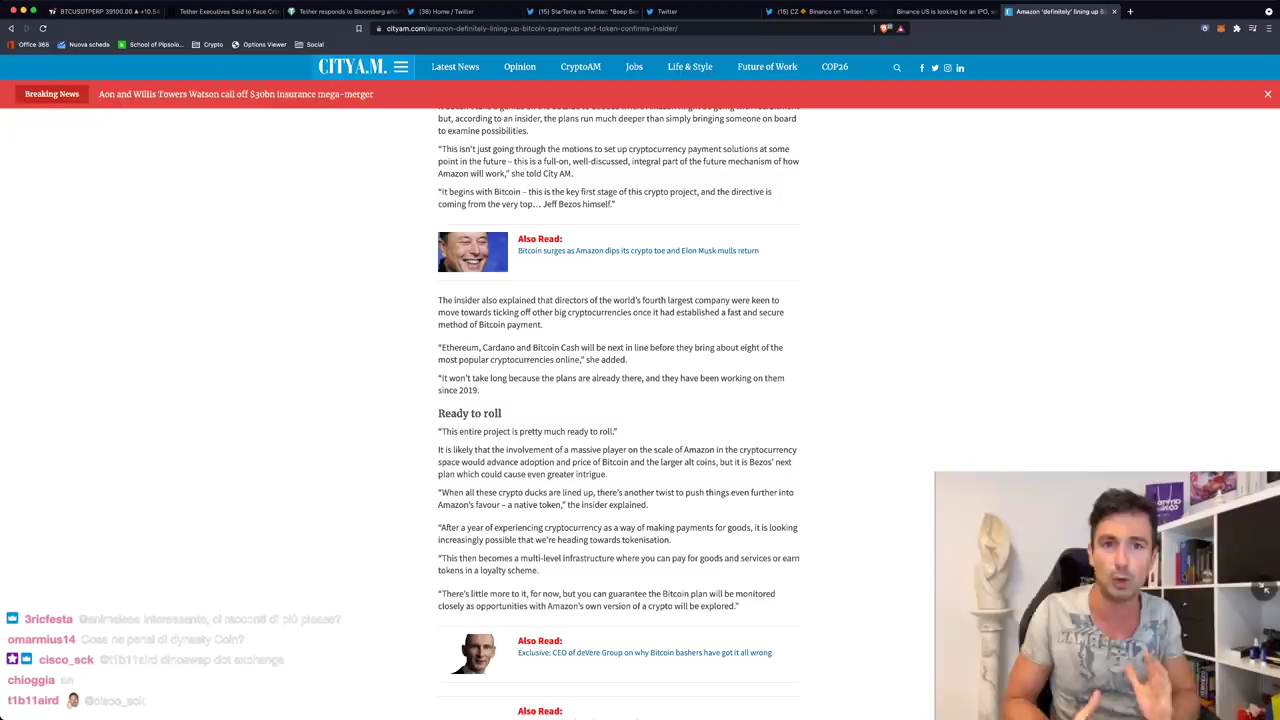 BTCUSDTPERP 39100.00 ▲ +10.54
Tether Executives Said to Face Crim
Tether responds to Bloomberg artic
(38) Home / Twitter
(15) StarTerra on Twitter: "Beep Be
Twitter
(15) CZ 🔶 Binance on Twitter: ".@
Binance US is looking for an IPO, w
Amazon 'definitely' lining up B
cityam.com/amazon-definitely-lining-up-bitcoin-payments-and-token-confirms-insider/
Office 365
Nuova scheda
School of Pipsolo...
Crypto
Options Viewer
Social
CITYA.M.
Latest News
Opinion
CryptoAM
Jobs
Life & Style
Future of Work
COP26
Breaking News
Aon and Willis Towers Watson call off $30bn insurance mega-merger
but, according to an insider, the plans run much deeper than simply bringing someone on board
to examine possibilities.
“This isn’t just going through the motions to set up cryptocurrency payment solutions at some
point in the future – this is a full-on, well-discussed, integral part of the future mechanism of how
Amazon will work,” she told City AM.
“It begins with Bitcoin – this is the key first stage of this crypto project, and the directive is
coming from the very top… Jeff Bezos himself.”
Also Read:
Bitcoin surges as Amazon dips its crypto toe and Elon Musk mulls return
The insider also explained that directors of the world’s fourth largest company were keen to
move towards ticking off other big cryptocurrencies once it had established a fast and secure
method of Bitcoin payment.
“Ethereum, Cardano and Bitcoin Cash will be next in line before they bring about eight of the
most popular cryptocurrencies online,” she added.
“It won’t take long because the plans are already there, and they have been working on them
since 2019.
Ready to roll
“This entire project is pretty much ready to roll.”
It is likely that the involvement of a massive player on the scale of Amazon in the cryptocurrency
space would advance adoption and price of Bitcoin and the larger alt coins, but it is Bezos’ next
plan which could cause even greater intrigue.
“When all these crypto ducks are lined up, there’s another twist to push things even further into
Amazon’s favour – a native token,” the insider explained.
“After a year of experiencing cryptocurrency as a way of making payments for goods, it is looking
increasingly possible that we’re heading towards tokenisation.
“This then becomes a multi-level infrastructure where you can pay for goods and services or earn
tokens in a loyalty scheme.
“There’s little more to it, for now, but you can guarantee the Bitcoin plan will be monitored
closely as opportunities with Amazon’s own version of a crypto will be explored.”
Also Read:
Exclusive: CEO of deVere Group on why Bitcoin bashers have got it all wrong
Also Read:
3ricfesta @animalese interessante, ci racconti di più please?
omarmius14 Cosa ne pensi di dynasty Coin?
cisco_sck @t1b11aird dinoswap dot exchange
chioggia
t1b11aird @cisco_sck